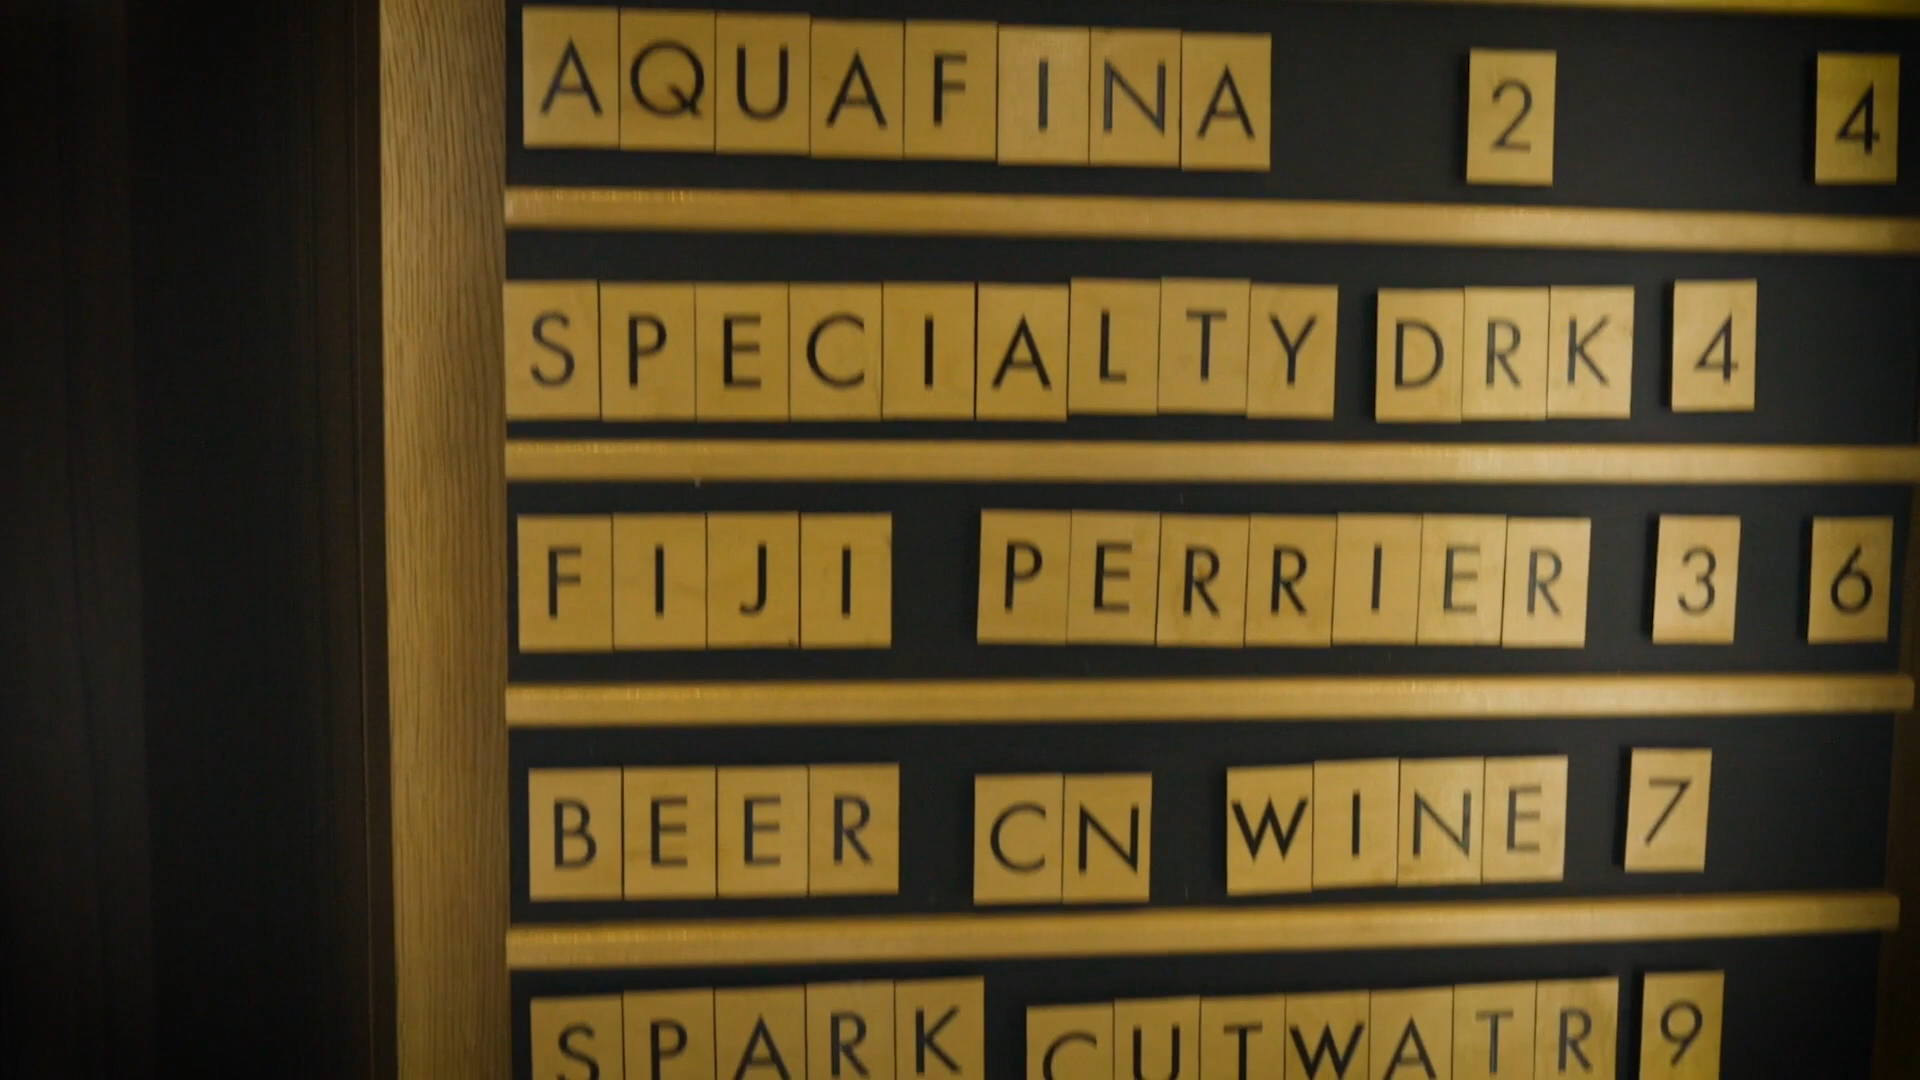 AQUAFINA 2 4
SPECIALTY DRK 4
FIJI PERRIER 3 6
BEER CN WINE 7
SPARK CUTWATR 9